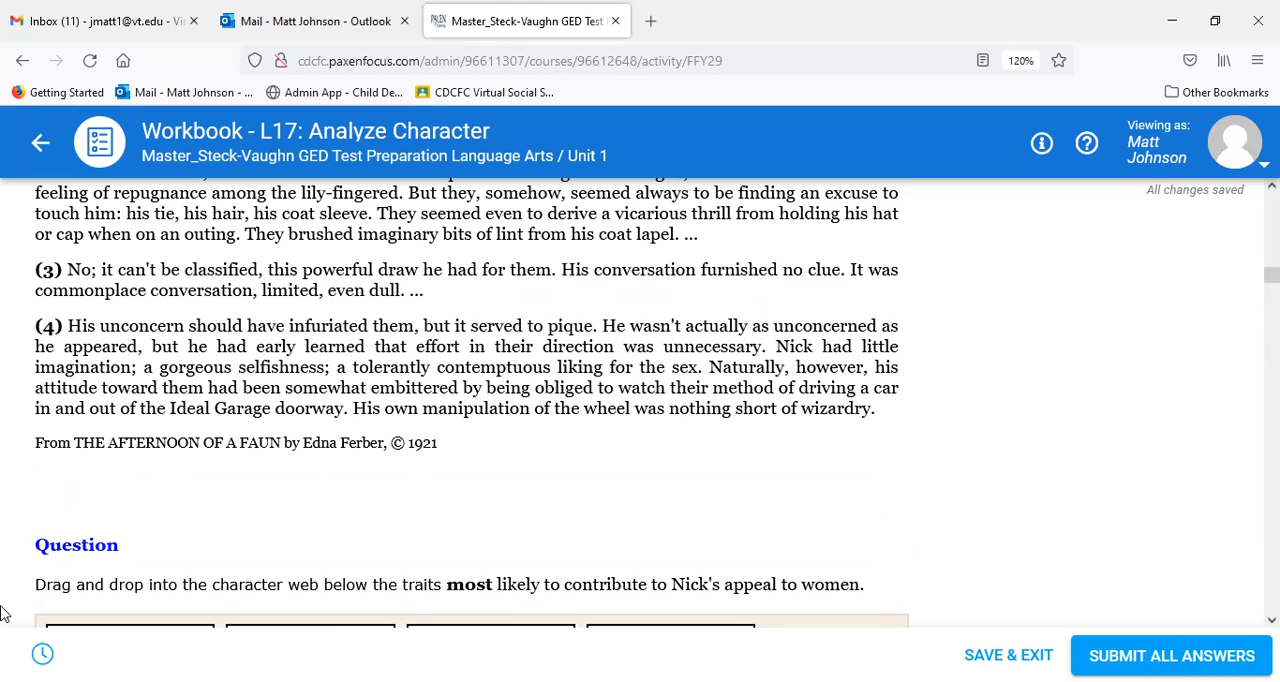 Inbox (11) - jmatt1@vt.edu - Vir
Mail - Matt Johnson - Outlook
PAXEN
Master_Steck-Vaughn GED Test
cdcfc.paxenfocus.com/admin/96611307/courses/96612648/activity/FFY29
120%
Getting Started
Mail - Matt Johnson - ...
Admin App - Child De...
CDCFC Virtual Social S...
Other Bookmarks
Workbook - L17: Analyze Character
Master_Steck-Vaughn GED Test Preparation Language Arts / Unit 1
Viewing as:
Matt
Johnson
All changes saved
feeling of repugnance among the lily-fingered. But they, somehow, seemed always to be finding an excuse to
touch him: his tie, his hair, his coat sleeve. They seemed even to derive a vicarious thrill from holding his hat
or cap when on an outing. They brushed imaginary bits of lint from his coat lapel. ...
(3) No; it can't be classified, this powerful draw he had for them. His conversation furnished no clue. It was
commonplace conversation, limited, even dull. ...
(4) His unconcern should have infuriated them, but it served to pique. He wasn't actually as unconcerned as
he appeared, but he had early learned that effort in their direction was unnecessary. Nick had little
imagination; a gorgeous selfishness; a tolerantly contemptuous liking for the sex. Naturally, however, his
attitude toward them had been somewhat embittered by being obliged to watch their method of driving a car
in and out of the Ideal Garage doorway. His own manipulation of the wheel was nothing short of wizardry.
From THE AFTERNOON OF A FAUN by Edna Ferber, © 1921
Question
Drag and drop into the character web below the traits most likely to contribute to Nick's appeal to women.
SAVE & EXIT
SUBMIT ALL ANSWERS